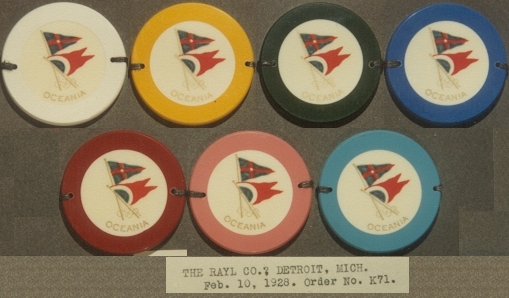 OCEANIA
OCEANIA
OCEANIA
OCEANIA
OCEANIA
OCEANIA
OCEANIA
THE RAYL CO., DETROIT, MICH.
Feb. 10, 1928. Order No. K71.